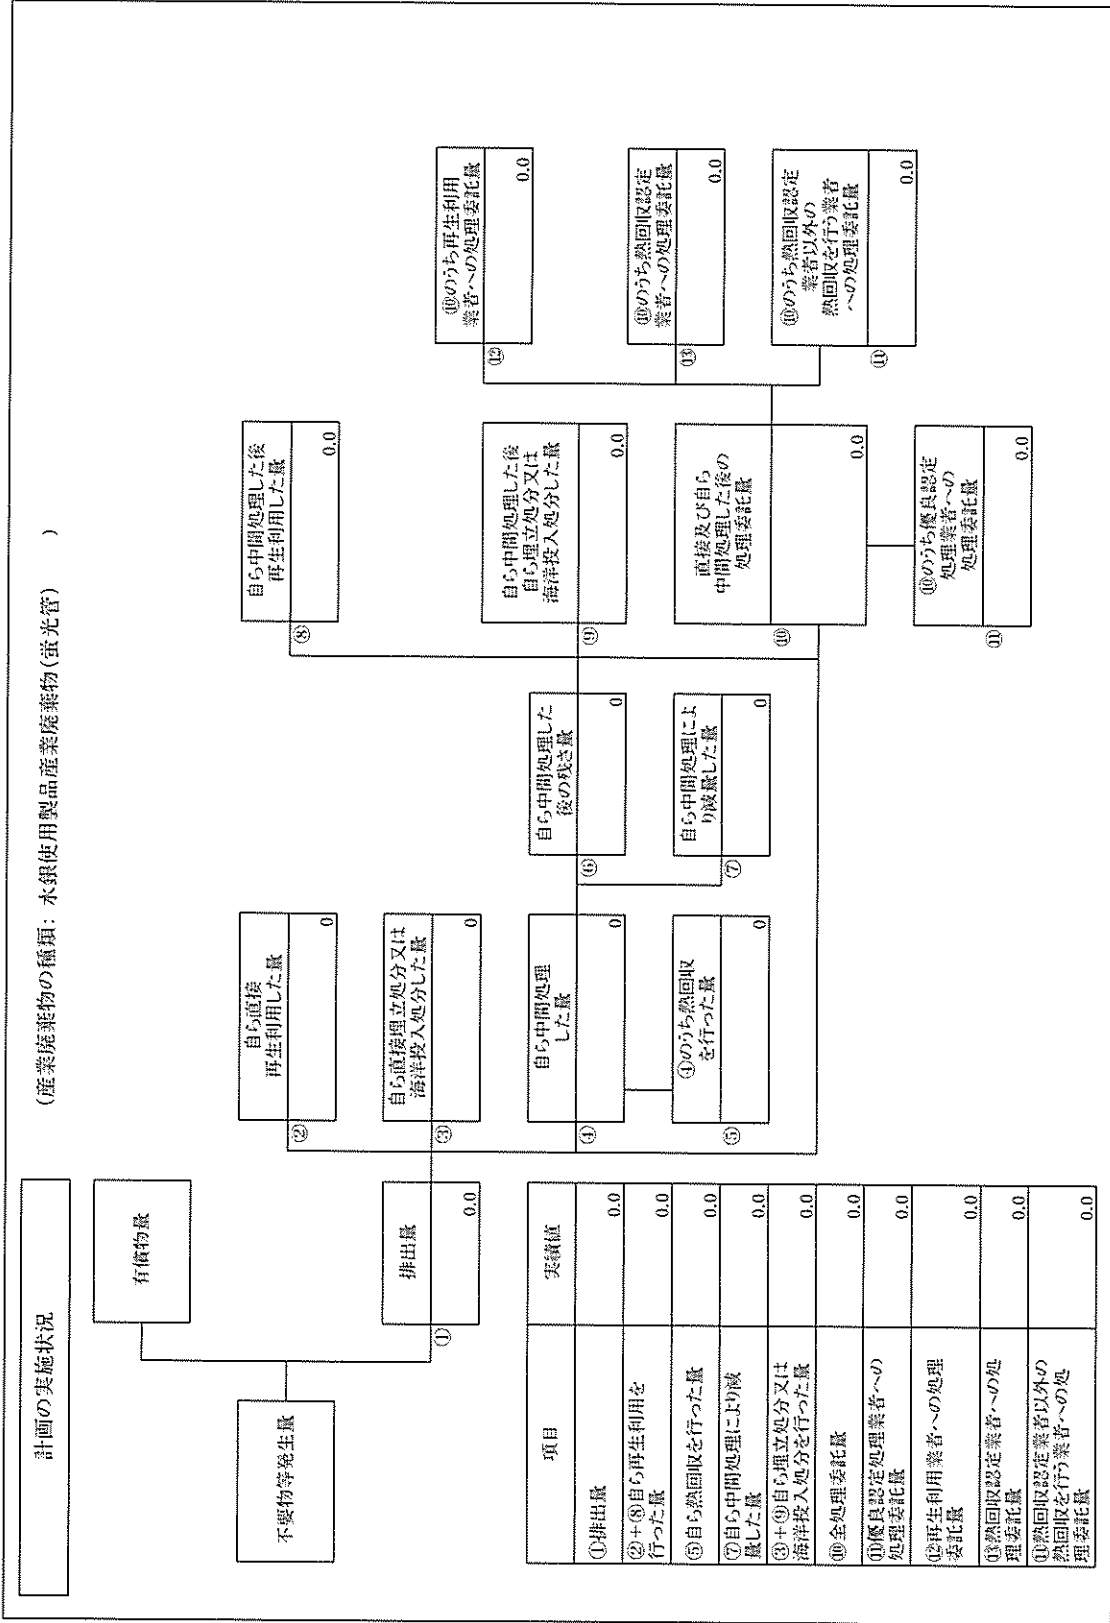 計画の実施状況
(産業廃棄物の種類: 水銀使用製品産業廃棄物(蛍光管) )
不要物等発生量
有償物量
①
排出量
0.0
②
自ら直接
再生利用した量
0
③
自ら直接埋立処分又は
海洋投入処分した量
0
④
自ら中間処理
した量
0
⑤
④のうち熱回収
を行った量
0
⑥
自ら中間処理した
後の残さ量
0
⑦
自ら中間処理によ
り減量した量
0
⑧
自ら中間処理した後
再生利用した量
0.0
⑨
自ら中間処理した後
自ら埋立処分又は
海洋投入処分した量
0.0
⑩
直接及び自ら
中間処理した後の
処理委託量
0.0
⑪
⑩のうち優良認定
処理業者への
処理委託量
0.0
⑫
⑩のうち再生利用
業者への処理委託量
0.0
⑬
⑩のうち熱回収認定
業者への処理委託量
0.0
⑩のうち熱回収認定
業者以外の
熱回収を行う業者
への処理委託量
0.0
項目 実績値
①排出量 0.0
②+⑧自ら再生利用を
行った量 0.0
⑤自ら熱回収を行った量 0.0
⑦自ら中間処理により減
量した量 0.0
③+⑨自ら埋立処分又は
海洋投入処分を行った量 0.0
⑩全処理委託量 0.0
⑪優良認定処理業者への
処理委託量 0.0
⑫再生利用業者への処理
委託量 0.0
⑬熱回収認定業者への処
理委託量 0.0
熱回収認定業者以外の
熱回収を行う業者への処
理委託量 0.0